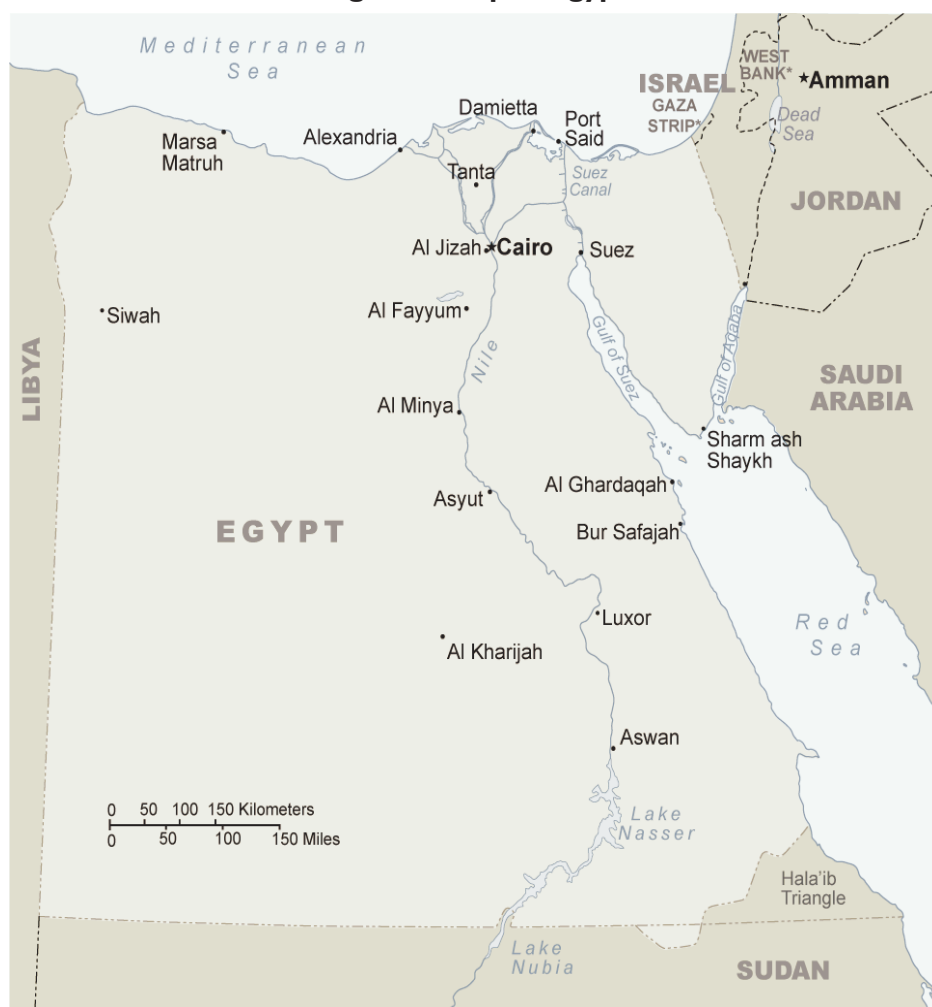 Mediterranean
Sea
WEST
BANK*
Amman
ISRAEL
GAZA
STRIP*
Dead
Sea
Damietta
Port
Said
Marsa
Matruh
Alexandria
Tanta
Suez
Canal
JORDAN
Al Jizah
Cairo
Suez
Siwah
Al Fayyum
Nile
Gulf of Suez
Gulf of Aqaba
LIBYA
SAUDI
ARABIA
Al Minya
Sharm ash
Shaykh
Asyut
Al Ghardaqah
EGYPT
Bur Safajah
Luxor
Red
Sea
Al Kharijah
Aswan
0 50 100 150 Kilometers
0 50 100 150 Miles
Lake
Nasser
Hala'ib
Triangle
Lake
Nubia
SUDAN